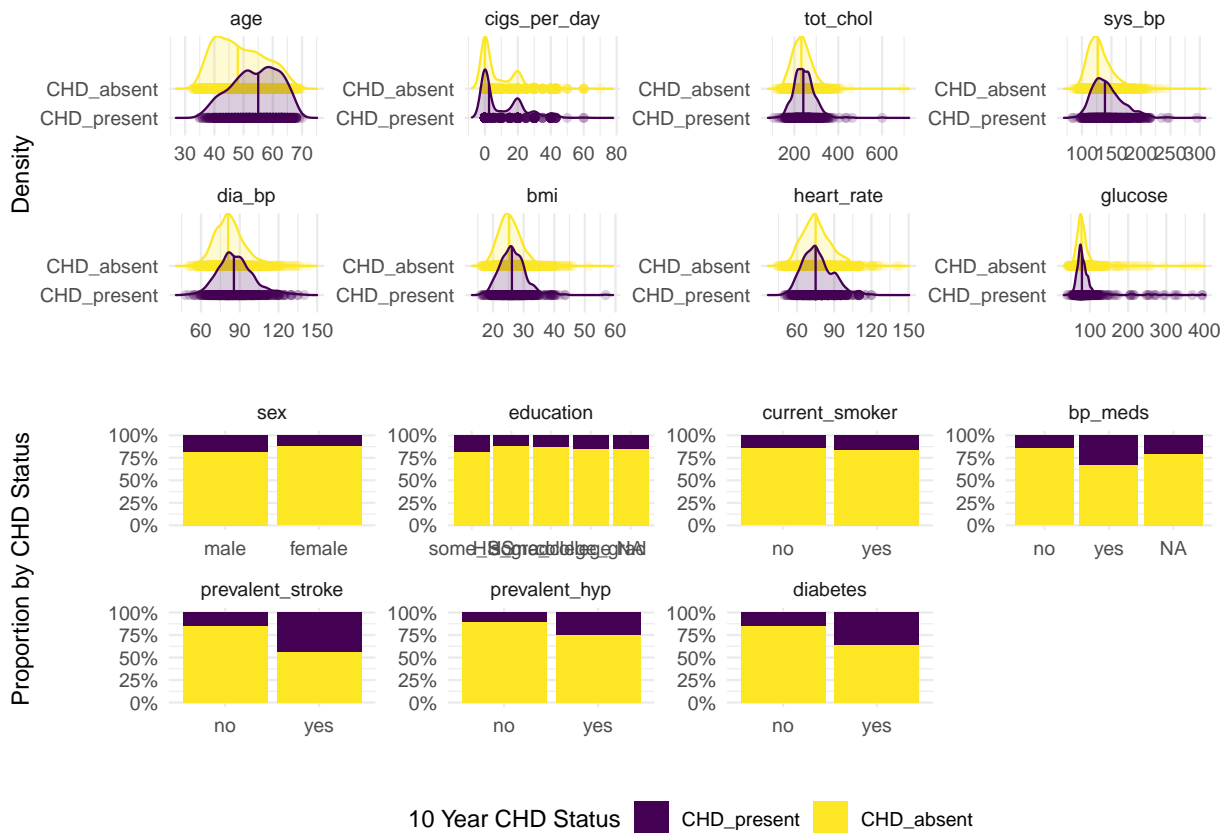 age cigs_per_day tot_chol sys_bp
Density
CHD_absent CHD_absent CHD_absent CHD_absent
CHD_present CHD_present CHD_present CHD_present
30 40 50 60 70 0 20 40 60 80 200 400 600 100 150 200 250 300
dia_bp bmi heart_rate glucose
CHD_absent CHD_absent CHD_absent CHD_absent
CHD_present CHD_present CHD_present CHD_present
60 90 120 150 20 30 40 50 60 60 90 120 150 100 200 300 400
Proportion by CHD Status
sex education current_smoker bp_meds
100% 100% 100% 100%
75% 75% 75% 75%
50% 50% 50% 50%
25% 25% 25% 25%
0% 0% 0% 0%
male female no yes no yes NA
prevalent_stroke prevalent_hyp diabetes
100% 100% 100%
75% 75% 75%
50% 50% 50%
25% 25% 25%
0% 0% 0%
no yes no yes no yes
10 Year CHD Status CHD_present CHD_absent